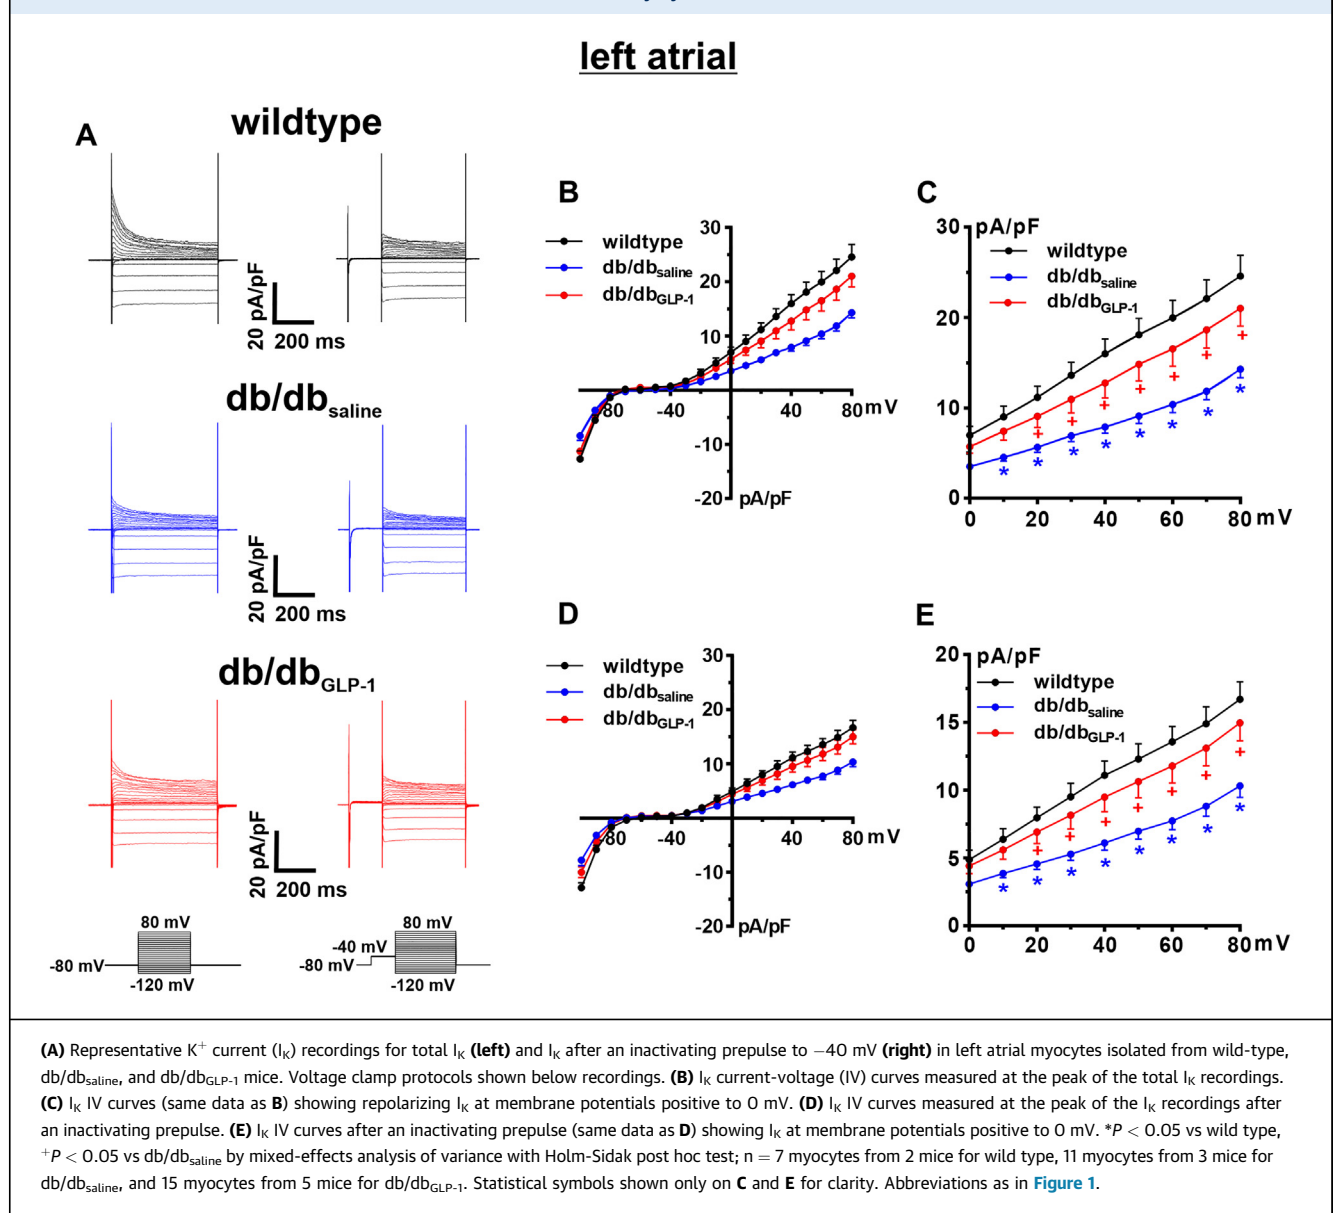 left atrial
A
wildtype
20 pA/pF
200 ms
200 ms
db/dbsaline
20 pA/pF
200 ms
db/dbGLP-1
20 pA/pF
200 ms
80 mV
-80 mV
-120 mV
80 mV
-40 mV
-80 mV
-120 mV
B
wildtype
db/dbsaline
db/dbGLP-1
30
20
10
-10
-20
pA/pF
-80
-40
40
80 mV
C
pA/pF
wildtype
db/dbsaline
db/dbGLP-1
30
20
10
0
0
20
40
60
80 mV
+ + + + + + +
* * * * * * * *
D
wildtype
db/dbsaline
db/dbGLP-1
30
20
10
-10
-20
pA/pF
-80
-40
40
80 mV
E
pA/pF
wildtype
db/dbsaline
db/dbGLP-1
20
15
10
5
0
0
20
40
60
80 mV
+ + + + + + +
* * * * * * * *
(A) Representative K+ current (IK) recordings for total IK (left) and IK after an inactivating prepulse to −40 mV (right) in left atrial myocytes isolated from wild-type,
db/dbsaline, and db/dbGLP-1 mice. Voltage clamp protocols shown below recordings. (B) IK current-voltage (IV) curves measured at the peak of the total IK recordings.
(C) IK IV curves (same data as B) showing repolarizing IK at membrane potentials positive to 0 mV. (D) IK IV curves measured at the peak of the IK recordings after
an inactivating prepulse. (E) IK IV curves after an inactivating prepulse (same data as D) showing IK at membrane potentials positive to 0 mV. *P < 0.05 vs wild type,
+P < 0.05 vs db/dbsaline by mixed-effects analysis of variance with Holm-Sidak post hoc test; n = 7 myocytes from 2 mice for wild type, 11 myocytes from 3 mice for
db/dbsaline, and 15 myocytes from 5 mice for db/dbGLP-1. Statistical symbols shown only on C and E for clarity. Abbreviations as in Figure 1.